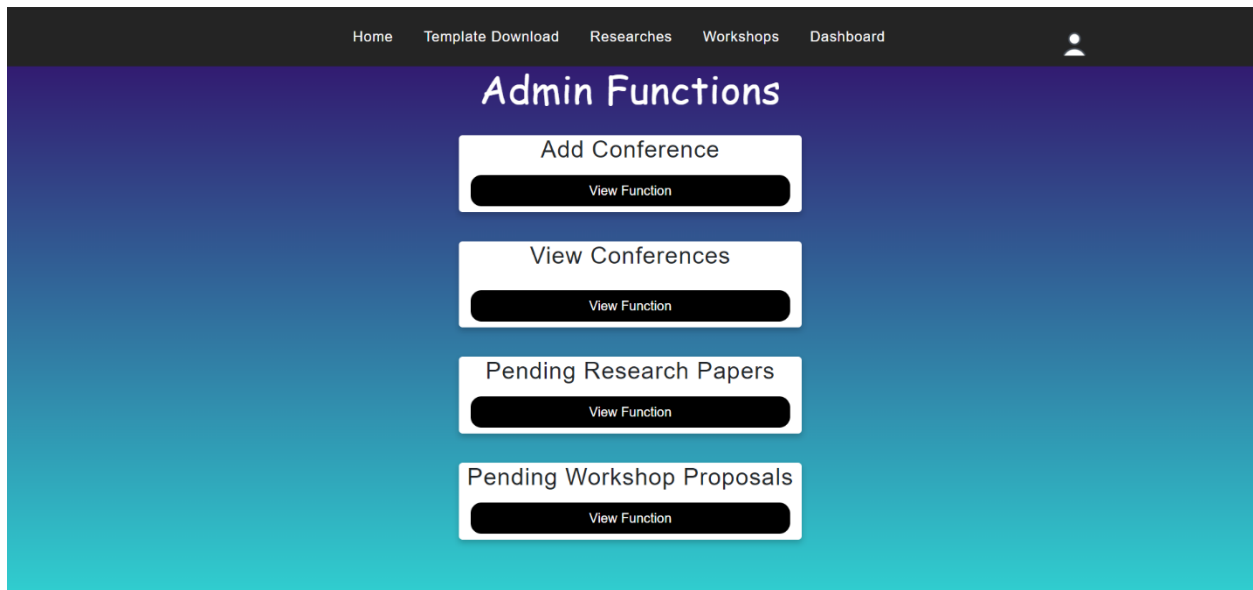 Home Template Download Researches Workshops Dashboard
Admin Functions
Add Conference
View Function
View Conferences
View Function
Pending Research Papers
View Function
Pending Workshop Proposals
View Function